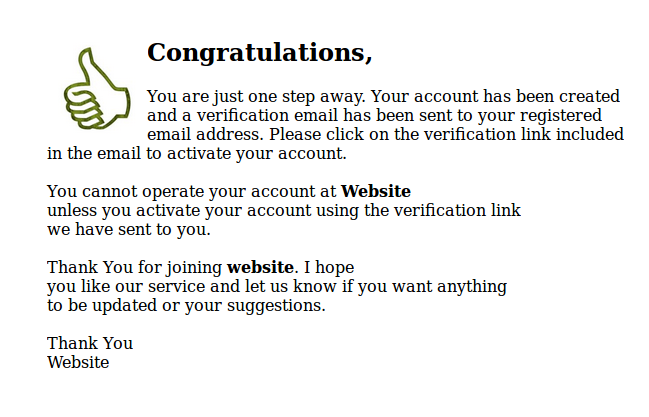 Congratulations,
You are just one step away. Your account has been created
and a verification email has been sent to your registered
email address. Please click on the verification link included
in the email to activate your account.
You cannot operate your account at Website
unless you activate your account using the verification link
we have sent to you.
Thank You for joining website. I hope
you like our service and let us know if you want anything
to be updated or your suggestions.
Thank You
Website